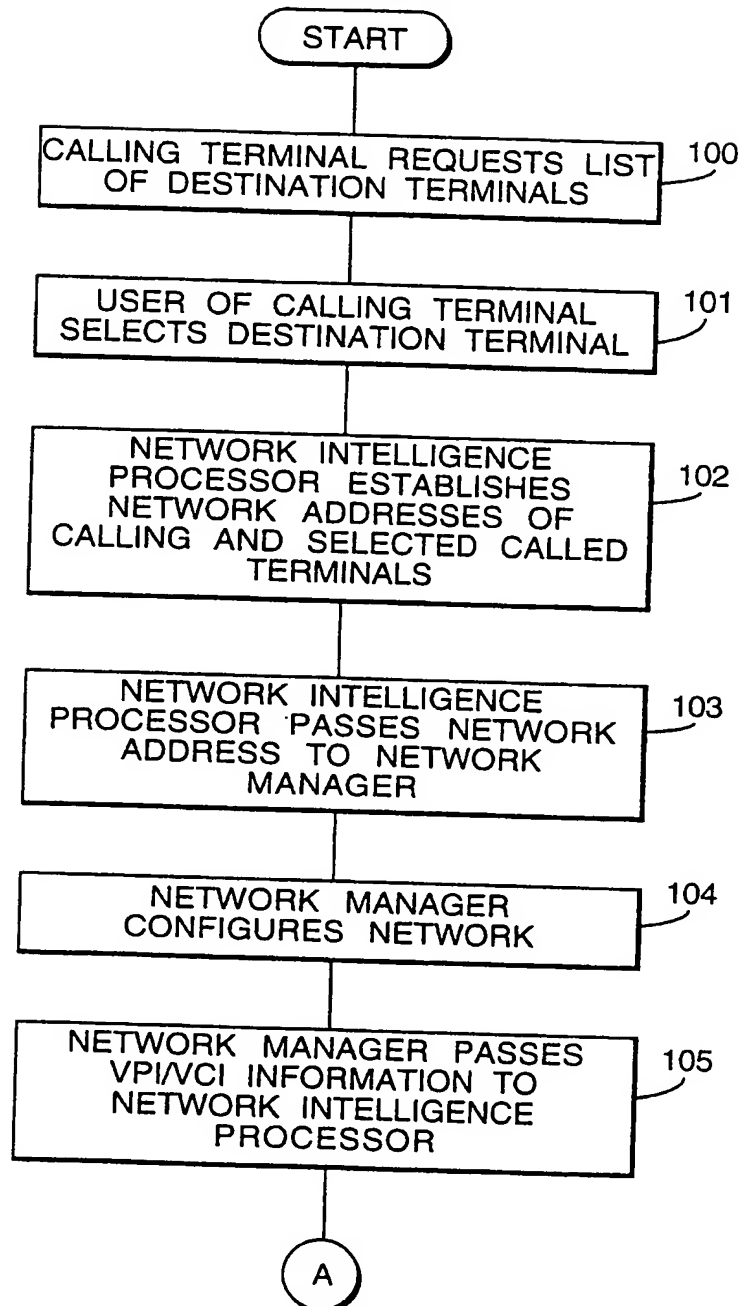 START
CALLING TERMINAL REQUESTS LIST
OF DESTINATION TERMINALS
100
USER OF CALLING TERMINAL
SELECTS DESTINATION TERMINAL
101
NETWORK INTELLIGENCE
PROCESSOR ESTABLISHES
NETWORK ADDRESSES OF
CALLING AND SELECTED CALLED
TERMINALS
102
NETWORK INTELLIGENCE
PROCESSOR PASSES NETWORK
ADDRESS TO NETWORK
MANAGER
103
NETWORK MANAGER
CONFIGURES NETWORK
104
NETWORK MANAGER PASSES
VPI/VCI INFORMATION TO
NETWORK INTELLIGENCE
PROCESSOR
105
A